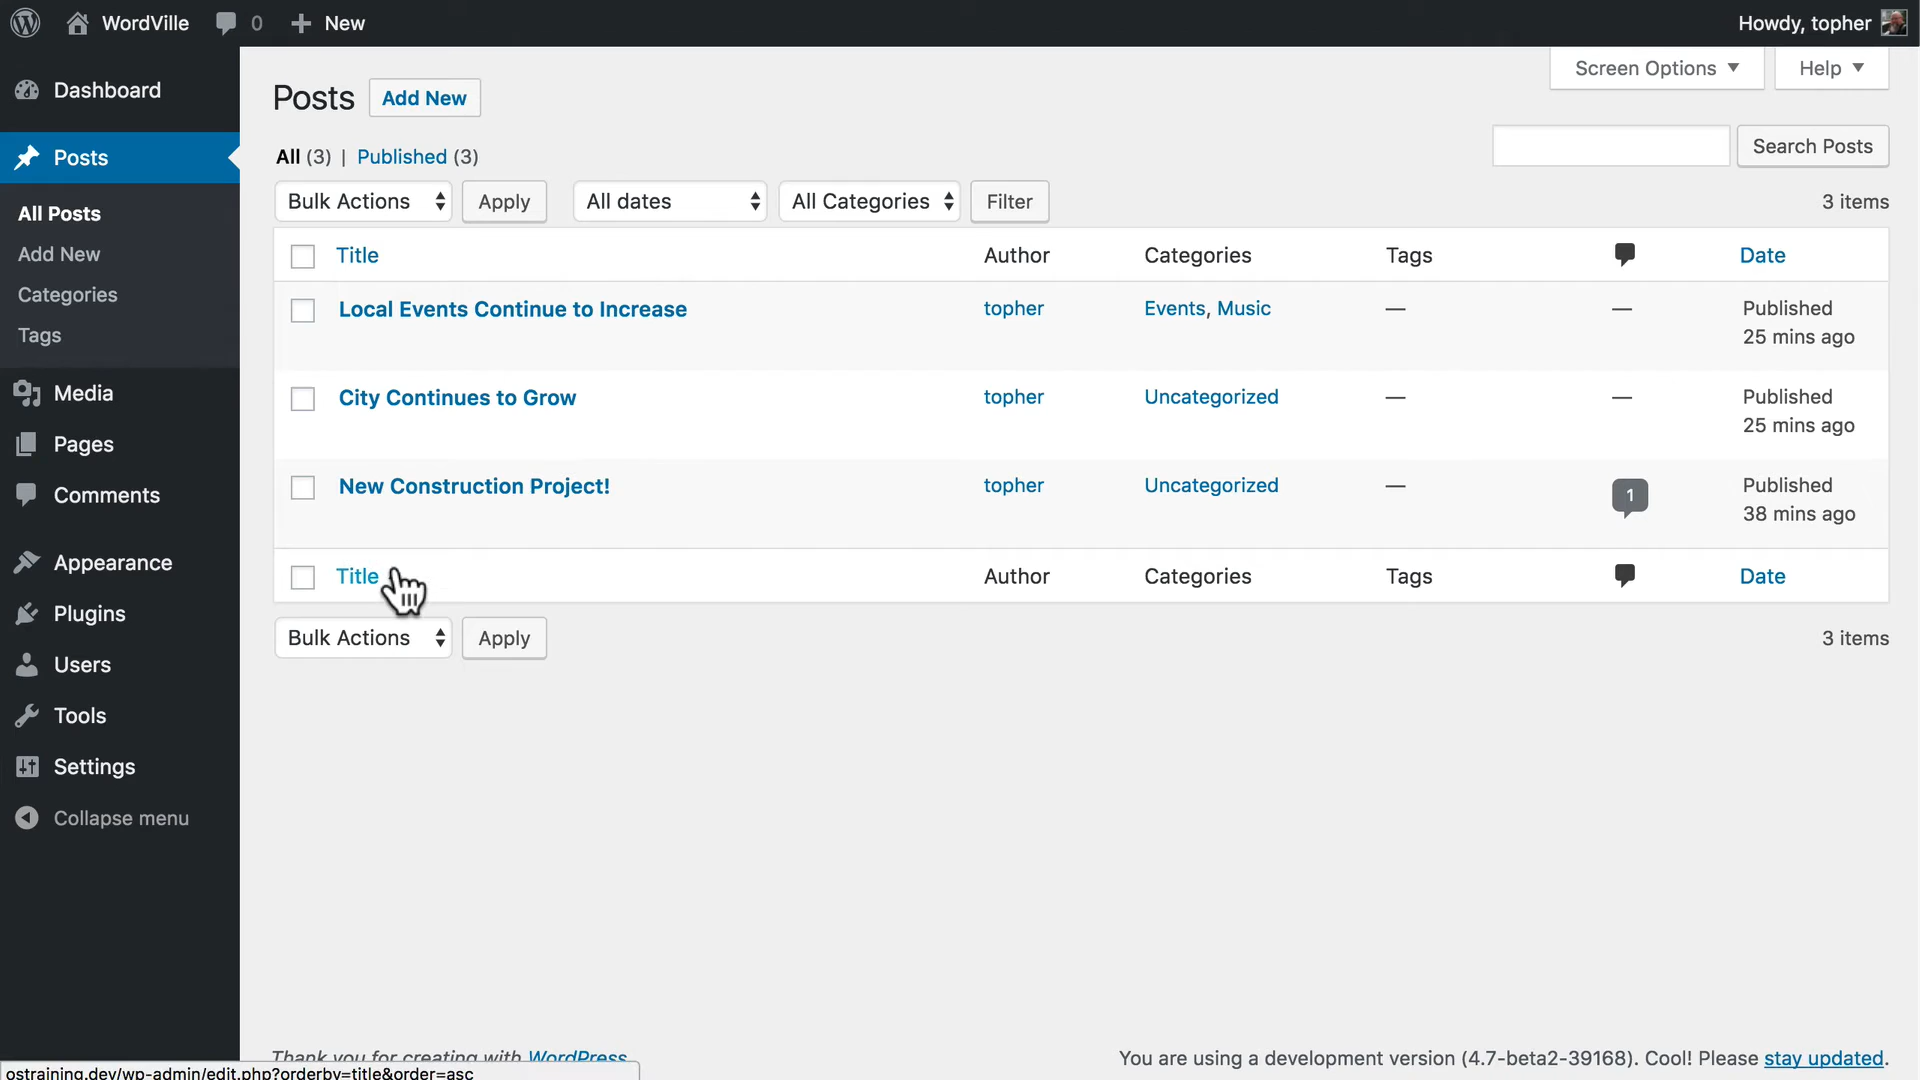 WordVille 0 New Howdy, topher
Screen Options Help
Dashboard
Posts
All Posts
Add New
Categories
Tags
Media
Pages
Comments
Appearance
Plugins
Users
Tools
Settings
Collapse menu
Posts Add New
All (3) | Published (3) Search Posts
Bulk Actions Apply All dates All Categories Filter 3 items
Title Author Categories Tags Date
Local Events Continue to Increase topher Events, Music — — Published
25 mins ago
City Continues to Grow topher Uncategorized — — Published
25 mins ago
New Construction Project! topher Uncategorized — 1 Published
38 mins ago
Title Author Categories Tags Date
Bulk Actions Apply 3 items
Thank you for creating with WordPress You are using a development version (4.7-beta2-39168). Cool! Please stay updated.
ostraining.dev/wp-admin/edit.php?orderby=title&order=asc